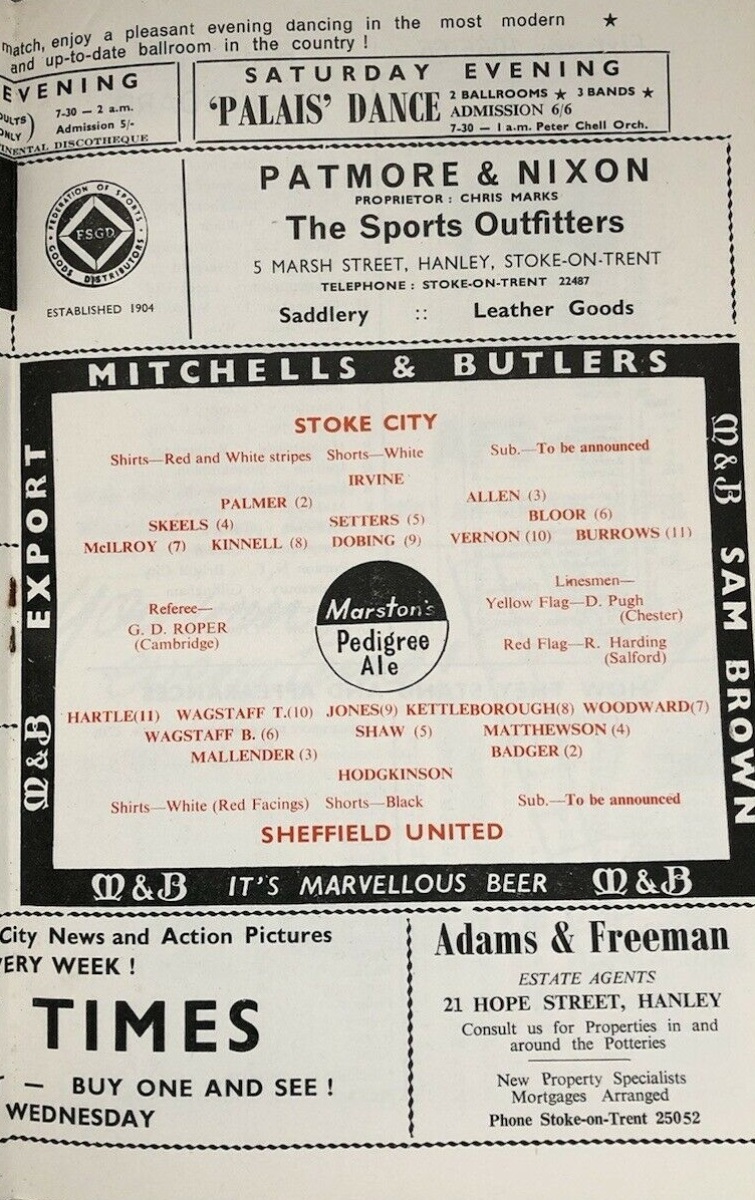 match, enjoy a pleasant evening dancing in the most modern ★
and up-to-date ballroom in the country !
EVENING
7-30 — 2 a.m.
ONLY)
Admission 5/-
DISCOTHEQUE
SATURDAY EVENING
'PALAIS' DANCE
2 BALLROOMS ★ 3 BANDS ★
ADMISSION 6/6
7-30 — 1 a.m. Peter Chell Orch.
FEDERATION OF SPORTS
F.S.G.D.
GOODS DISTRIBUTORS
ESTABLISHED 1904
PATMORE & NIXON
PROPRIETOR : CHRIS MARKS
The Sports Outfitters
5 MARSH STREET, HANLEY, STOKE-ON-TRENT
TELEPHONE : STOKE-ON-TRENT 22487
Saddlery :: Leather Goods
MITCHELLS & BUTLERS
M&B EXPORT
STOKE CITY
Shirts—Red and White stripes Shorts—White Sub.—To be announced
IRVINE
PALMER (2) ALLEN (3)
SKEELS (4) SETTERS (5) BLOOR (6)
McILROY (7) KINNELL (8) DOBING (9) VERNON (10) BURROWS (11)
Referee—
G. D. ROPER
(Cambridge)
Marston's
Pedigree
Ale
Linesmen—
Yellow Flag—D. Pugh
(Chester)
Red Flag—R. Harding
(Salford)
HARTLE(11) WAGSTAFF T.(10) JONES(9) KETTLEBOROUGH(8) WOODWARD(7)
WAGSTAFF B. (6) SHAW (5) MATTHEWSON (4)
MALLENDER (3) BADGER (2)
HODGKINSON
Shirts—White (Red Facings) Shorts—Black Sub.—To be announced
SHEFFIELD UNITED
M&B SAM BROWN
M&B IT'S MARVELLOUS BEER M&B
City News and Action Pictures
TIMES
— BUY ONE AND SEE !
WEDNESDAY
Adams & Freeman
ESTATE AGENTS
21 HOPE STREET, HANLEY
Consult us for Properties in and
around the Potteries
New Property Specialists
Mortgages Arranged
Phone Stoke-on-Trent 25052